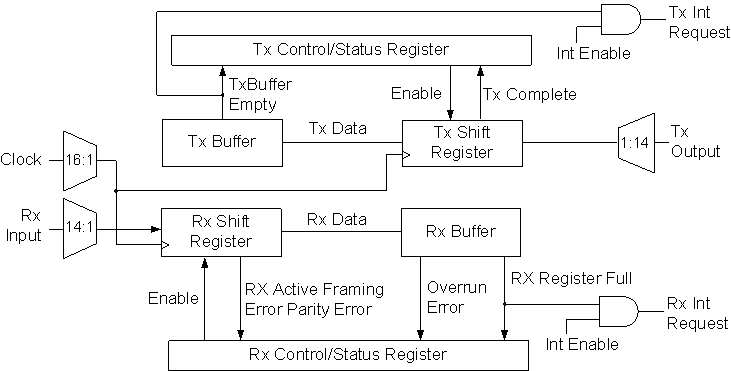 Tx Int
Request
Tx Control/Status Register
Int Enable
TxBuffer
Empty
Enable
Tx Complete
Tx Buffer
Tx Data
Tx Shift
Register
1:14
Tx
Output
Clock
16:1
Rx
Input
14:1
Rx Shift
Register
Rx Data
Rx Buffer
Enable
RX Active Framing
Error Parity Error
Overrun
Error
RX Register Full
Rx Int
Request
Int Enable
Rx Control/Status Register